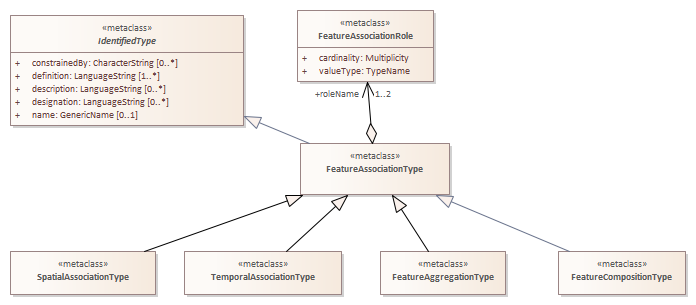 «metaclass»
IdentifiedType
+ constrainedBy: CharacterString [0..*]
+ definition: LanguageString [1..*]
+ description: LanguageString [0..*]
+ designation: LanguageString [0..*]
+ name: GenericName [0..1]
«metaclass»
FeatureAssociationRole
+ cardinality: Multiplicity
+ valueType: TypeName
+roleName 1..2
«metaclass»
FeatureAssociationType
«metaclass»
SpatialAssociationType
«metaclass»
TemporalAssociationType
«metaclass»
FeatureAggregationType
«metaclass»
FeatureCompositionType